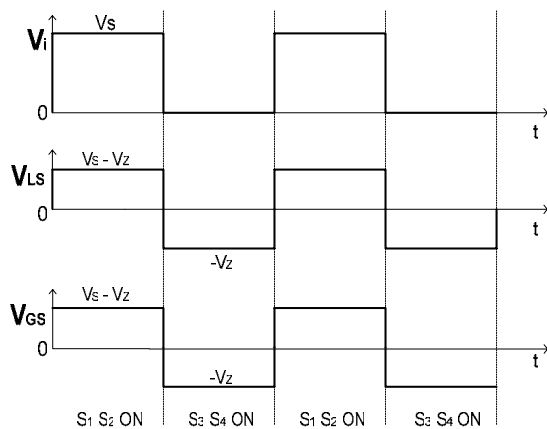 Vs
Vi
0
t
Vs - Vz
VLS
0
-Vz
t
Vs - Vz
VGS
0
-Vz
t
S1 S2 ON S3 S4 ON S1 S2 ON S3 S4 ON